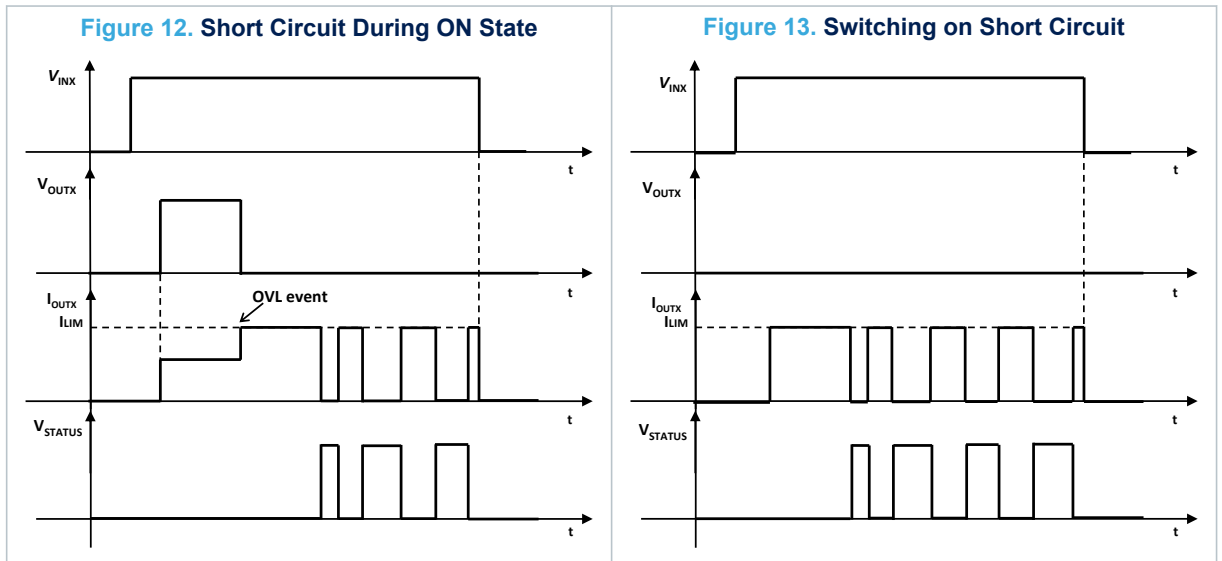 Figure 12. Short Circuit During ON State
VINX
t
VOUTX
t
IOUTX
ILIM
OVL event
t
VSTATUS
t
Figure 13. Switching on Short Circuit
VINX
t
VOUTX
t
IOUTX
ILIM
t
VSTATUS
t